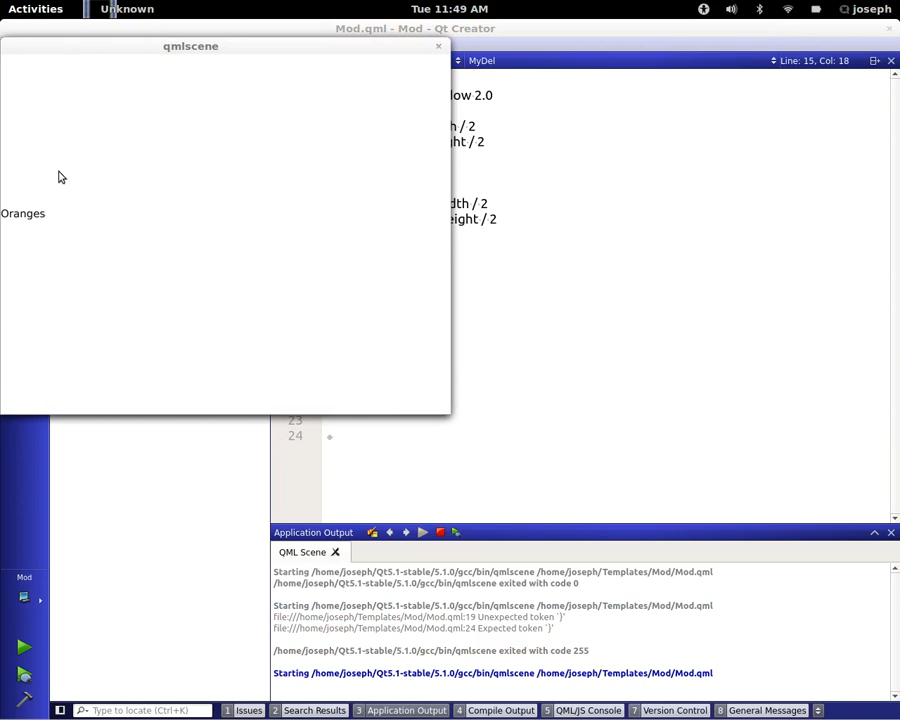 Activities Unknown Tue 11:49 AM joseph
Mod.qml - Mod - Qt Creator
qmlscene ×
MyDel Line: 15, Col: 18
low 2.0
h / 2
ght / 2
dth / 2
eight / 2
Oranges
23
24
Application Output
QML Scene
Starting /home/joseph/Qt5.1-stable/5.1.0/gcc/bin/qmlscene /home/joseph/Templates/Mod/Mod.qml
/home/joseph/Qt5.1-stable/5.1.0/gcc/bin/qmlscene exited with code 0
Starting /home/joseph/Qt5.1-stable/5.1.0/gcc/bin/qmlscene /home/joseph/Templates/Mod/Mod.qml
file:///home/joseph/Templates/Mod/Mod.qml:19 Unexpected token `}'
file:///home/joseph/Templates/Mod/Mod.qml:24 Expected token `}'
/home/joseph/Qt5.1-stable/5.1.0/gcc/bin/qmlscene exited with code 255
Starting /home/joseph/Qt5.1-stable/5.1.0/gcc/bin/qmlscene /home/joseph/Templates/Mod/Mod.qml
Mod
Type to locate (Ctrl+K) 1 Issues 2 Search Results 3 Application Output 4 Compile Output 5 QML/JS Console 7 Version Control 8 General Messages